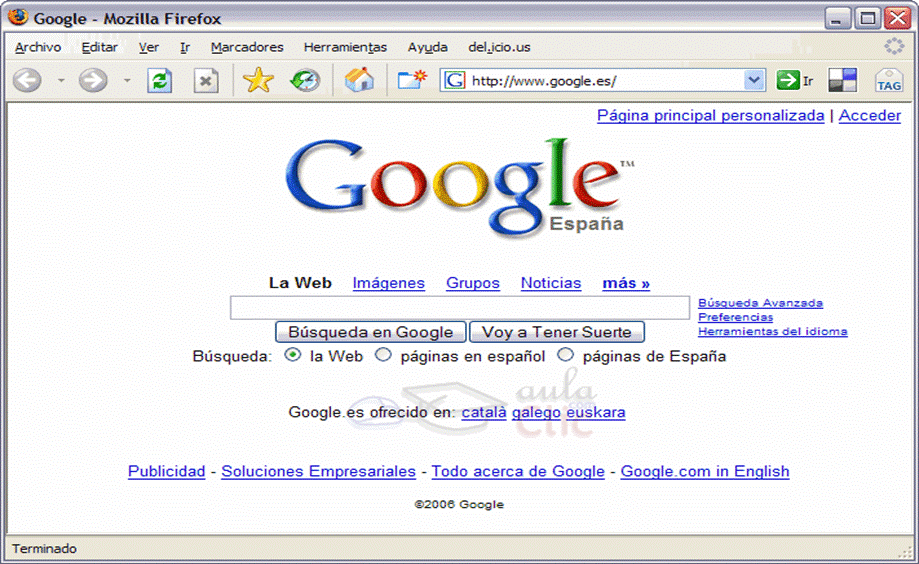 Google - Mozilla Firefox
Archivo Editar Ver Ir Marcadores Herramientas Ayuda del.icio.us
G http://www.google.es/ Ir TAG
Página principal personalizada | Acceder
Google™
España
La Web Imágenes Grupos Noticias más »
Búsqueda Avanzada
Preferencias
Herramientas del idioma
Búsqueda en Google Voy a Tener Suerte
Búsqueda: la Web páginas en español páginas de España
aula
.com
clic
Google.es ofrecido en: català galego euskara
Publicidad - Soluciones Empresariales - Todo acerca de Google - Google.com in English
©2006 Google
Terminado